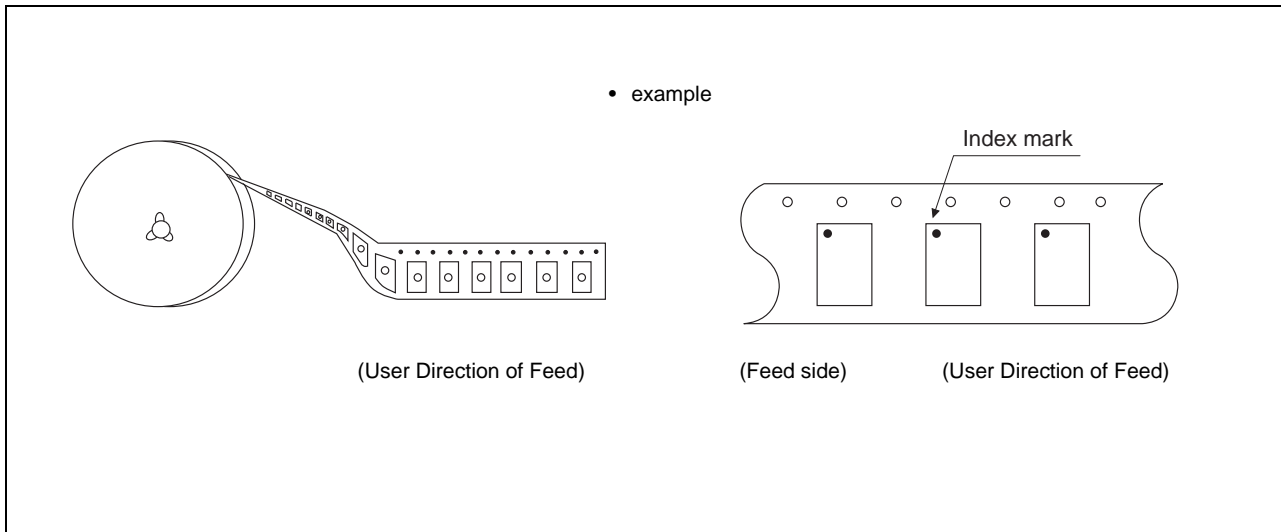 • example
Index mark
(User Direction of Feed)
(Feed side)
(User Direction of Feed)